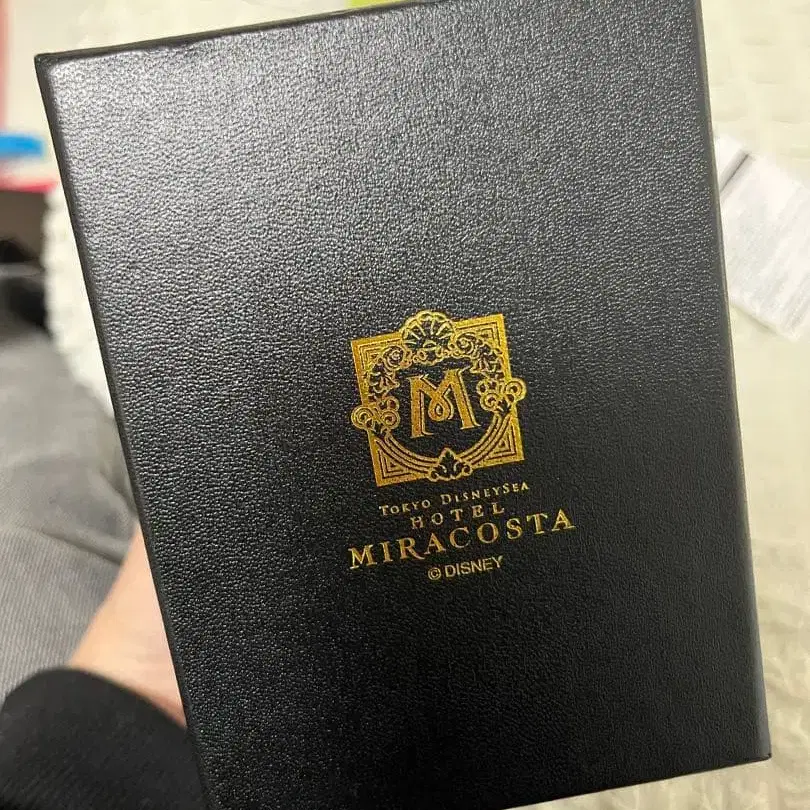 M
TOKYO DISNEYSEA
HOTEL
MIRACOSTA
© DISNEY